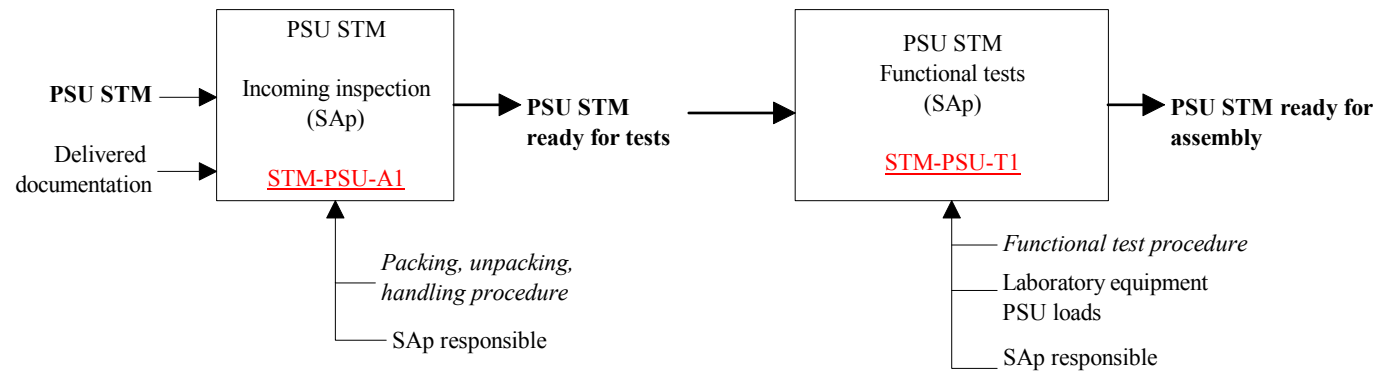 PSU STM
Incoming inspection
(SAp)
STM-PSU-A1
PSU STM
Delivered
documentation
PSU STM
ready for tests
Packing, unpacking,
handling procedure
SAp responsible
PSU STM
Functional tests
(SAp)
STM-PSU-T1
PSU STM ready for
assembly
Functional test procedure
Laboratory equipment
PSU loads
SAp responsible